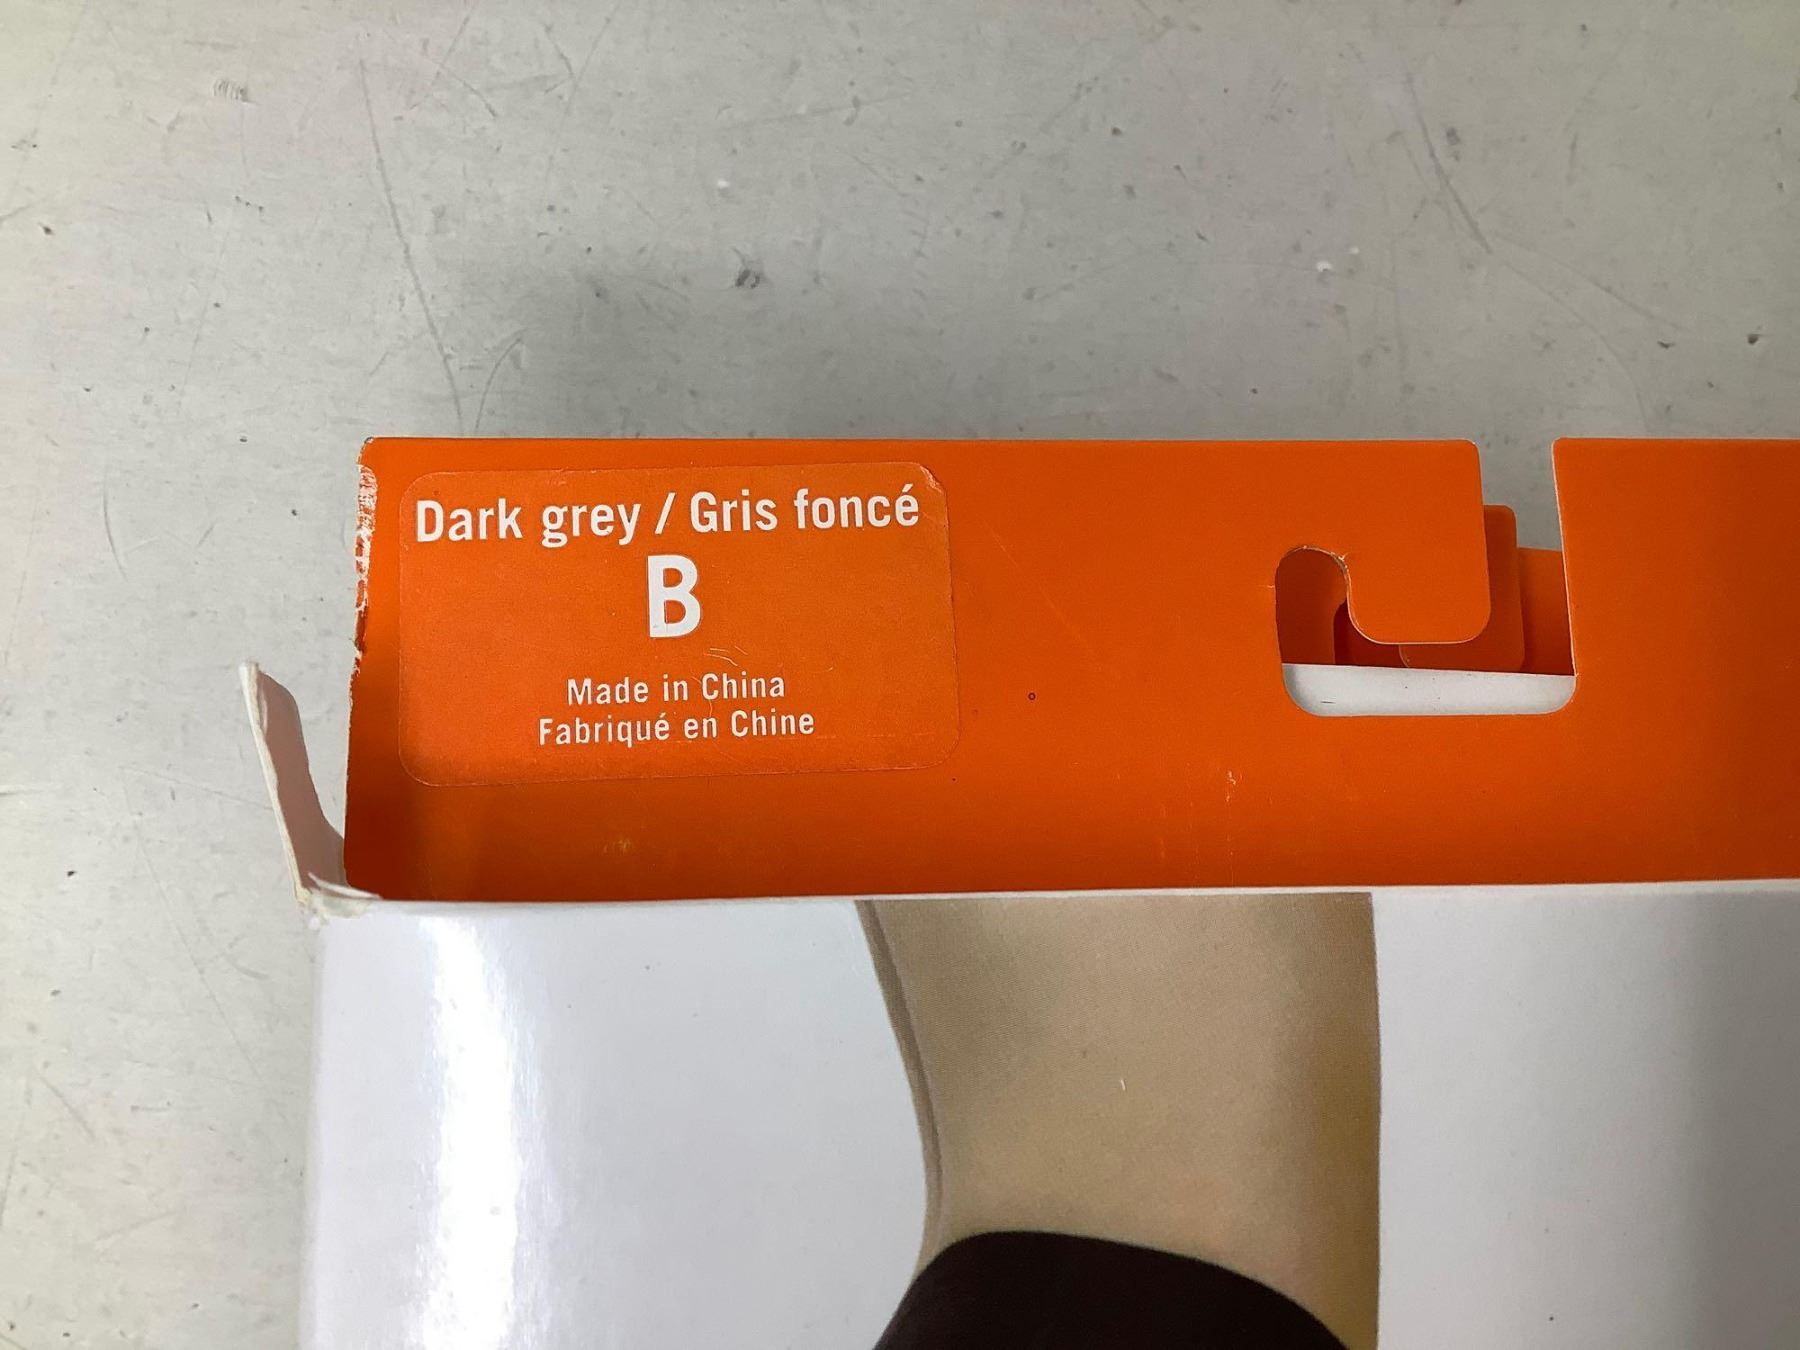 Dark grey / Gris foncé
B
Made in China
Fabriqué en Chine